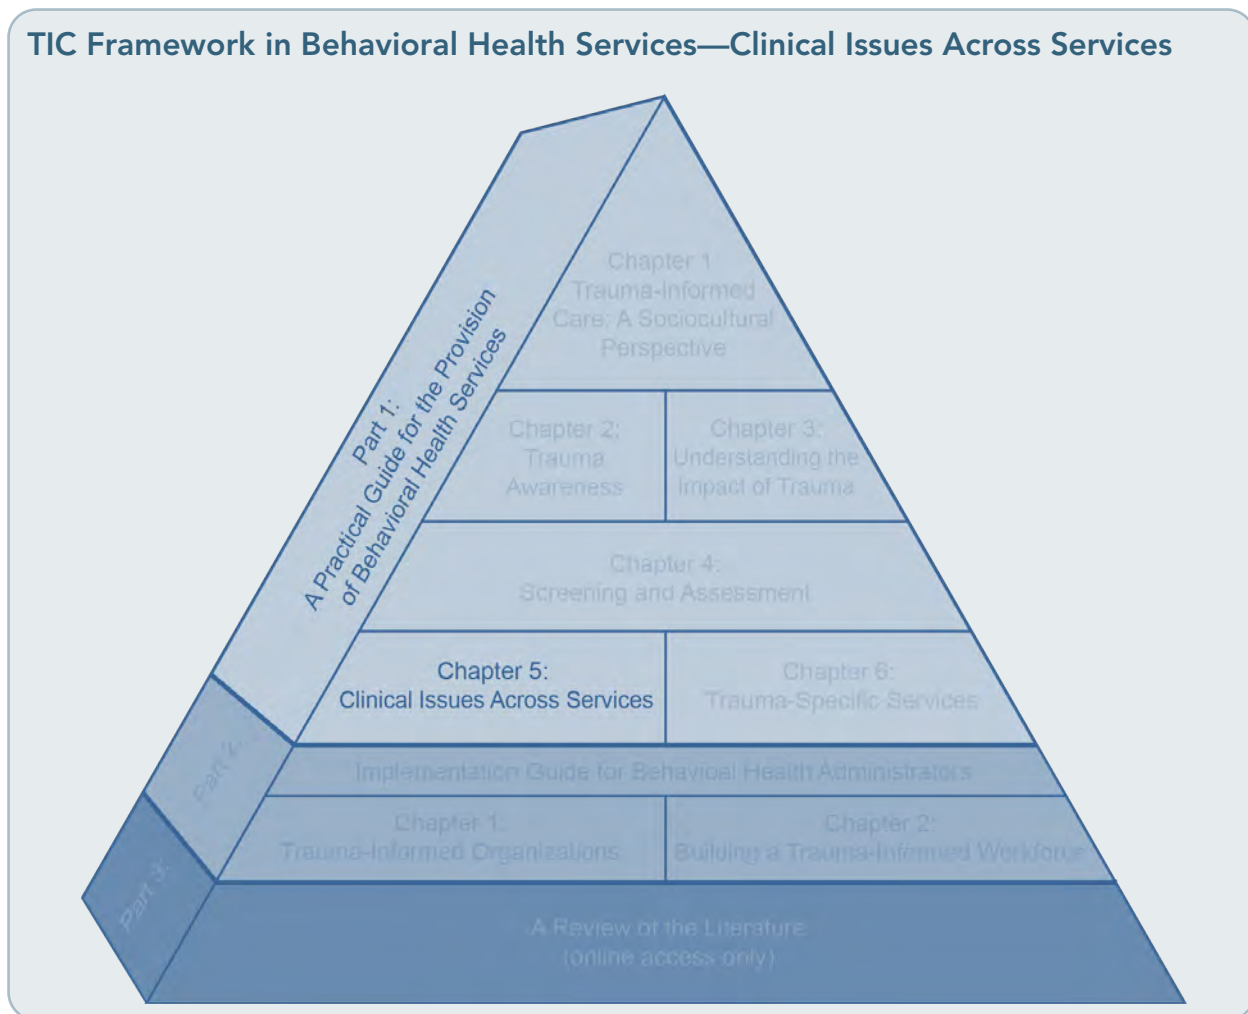 TIC Framework in Behavioral Health Services—Clinical Issues Across Services
Part 1:
A Practical Guide for the Provision
of Behavioral Health Services
Chapter 1
Trauma-Informed
Care: A Sociocultural
Perspective
Chapter 2:
Trauma
Awareness
Chapter 3:
Understanding the
Impact of Trauma
Chapter 4:
Screening and Assessment
Chapter 5:
Clinical Issues Across Services
Chapter 6:
Trauma-Specific Services
Part 2:
Implementation Guide for Behavioal Health Administrators
Chapter 1:
Trauma-Informed Organizations
Chapter 2:
Building a Trauma-Informed Workforce
Part 3:
A Review of the Literature
(online access only)